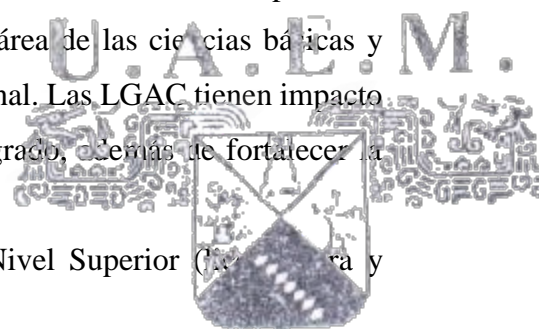 U.A.E.M.
área de las ciencias básicas y
nal. Las LGAC tienen impacto
grado, además de fortalecer la
Nivel Superior ( y